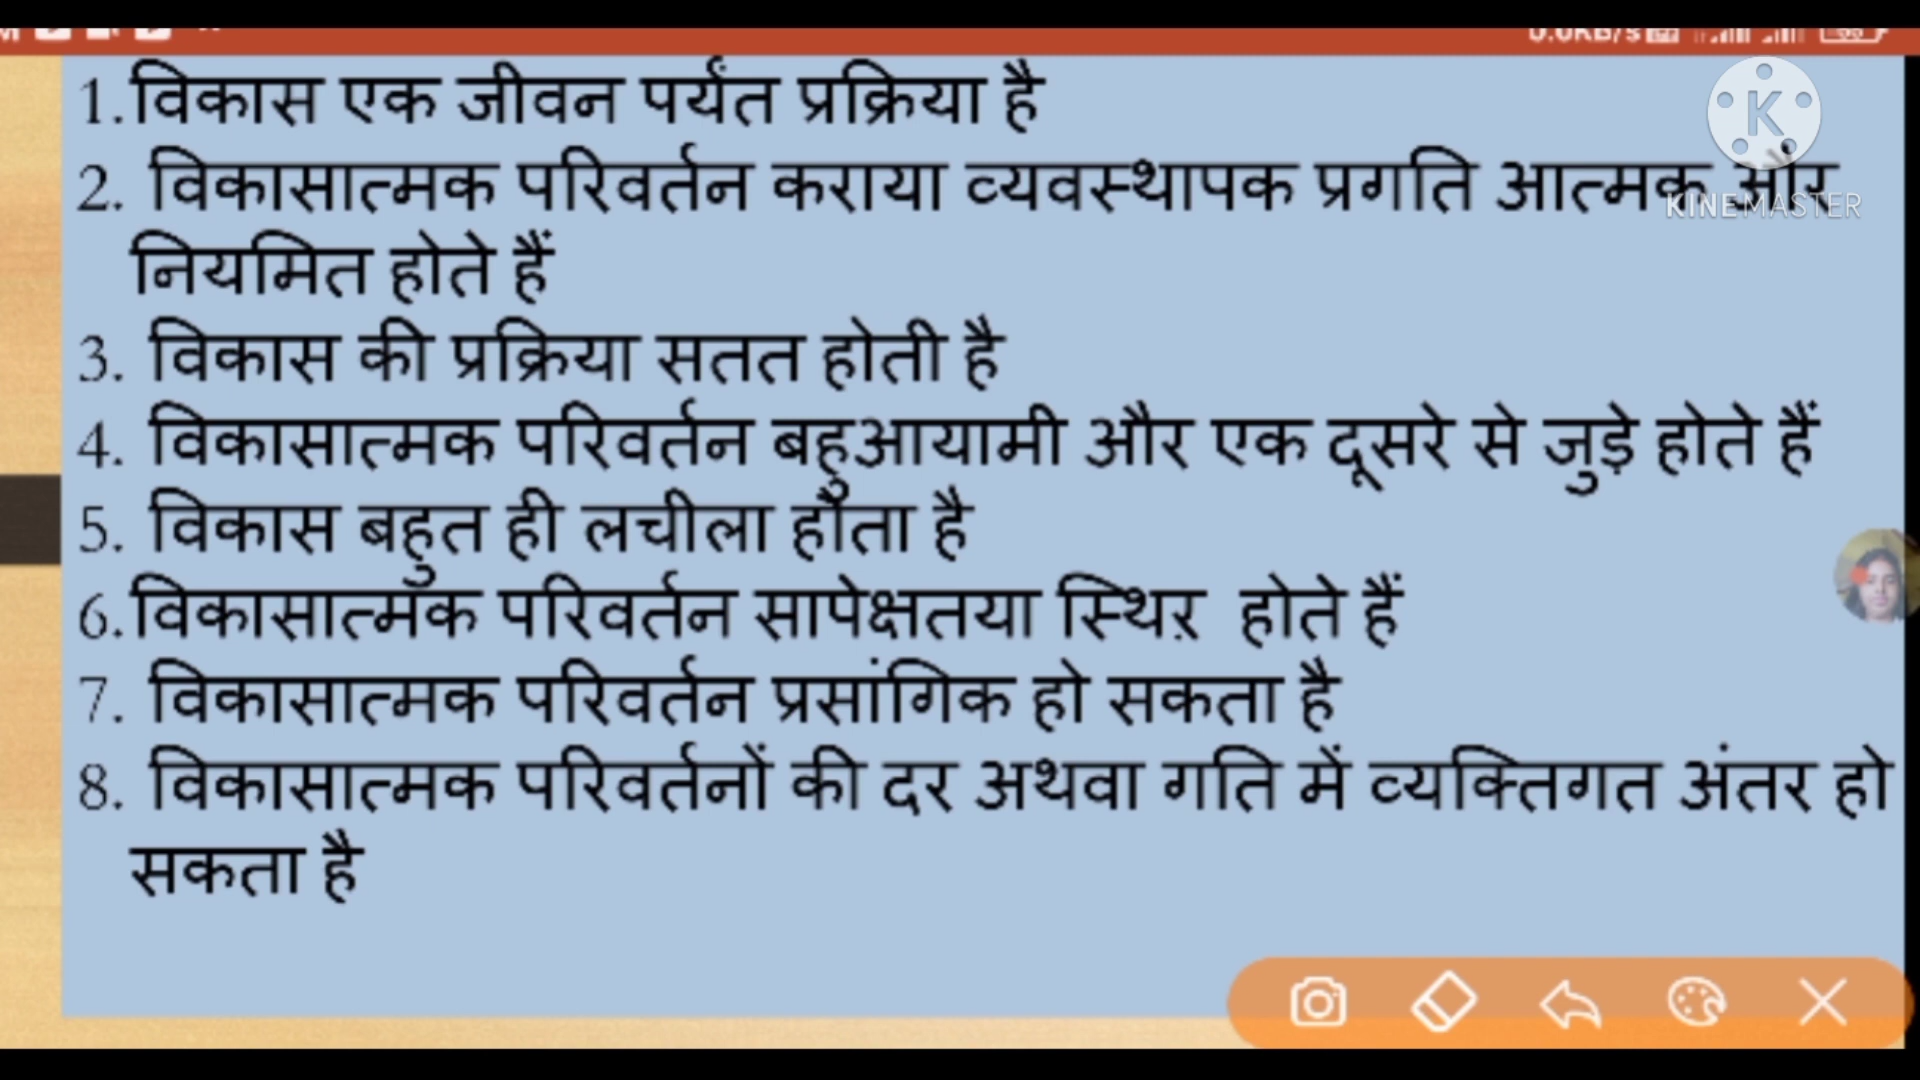 0.0KB/s
1.विकास एक जीवन पर्यंत प्रक्रिया है
K
2. विकासात्मक परिवर्तन कराया व्यवस्थापक प्रगति आत्मक और
KINEMASTER
नियमित होते हैं
3. विकास की प्रक्रिया सतत होती है
4. विकासात्मक परिवर्तन बहुआयामी और एक दूसरे से जुड़े होते हैं
5. विकास बहुत ही लचीला होता है
6.विकासात्मक परिवर्तन सापेक्षतया स्थिऱ होते हैं
7. विकासात्मक परिवर्तन प्रसांगिक हो सकता है
8. विकासात्मक परिवर्तनों की दर अथवा गति में व्यक्तिगत अंतर हो
सकता है